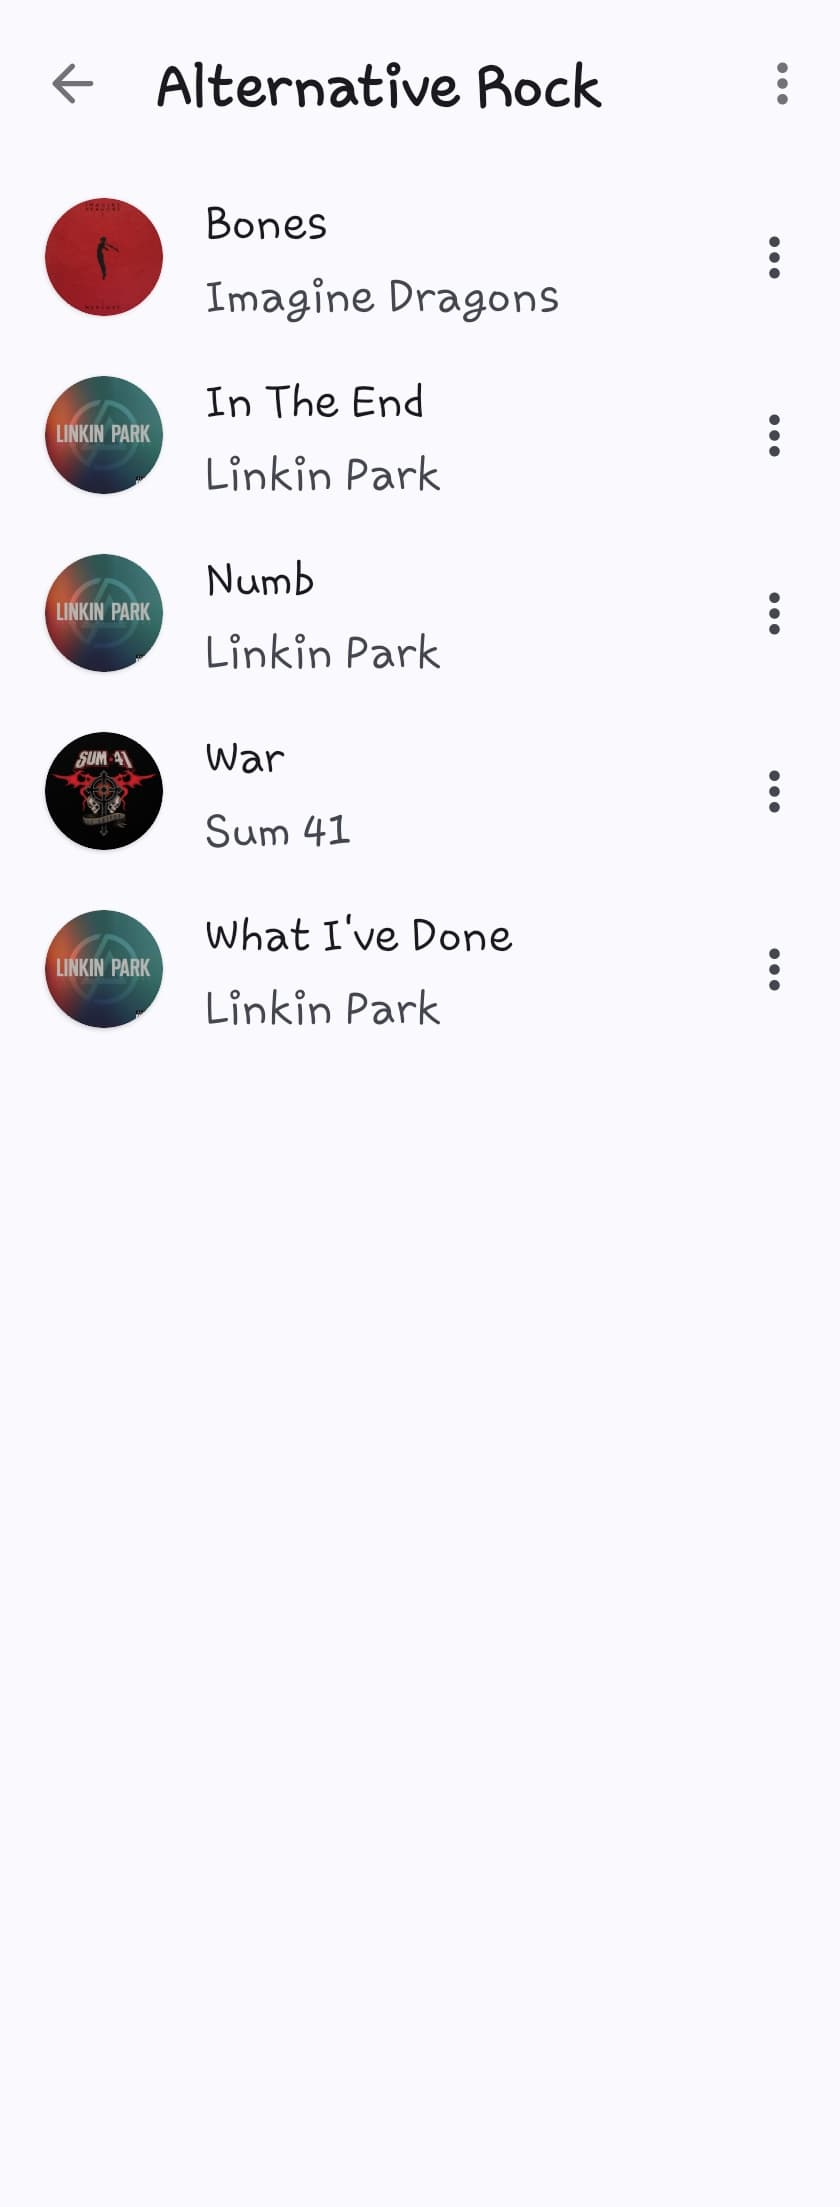 Alternative Rock
Bones
Imagine Dragons
LINKIN PARK
In The End
Linkin Park
LINKIN PARK
Numb
Linkin Park
SUM 41
War
Sum 41
LINKIN PARK
What I've Done
Linkin Park